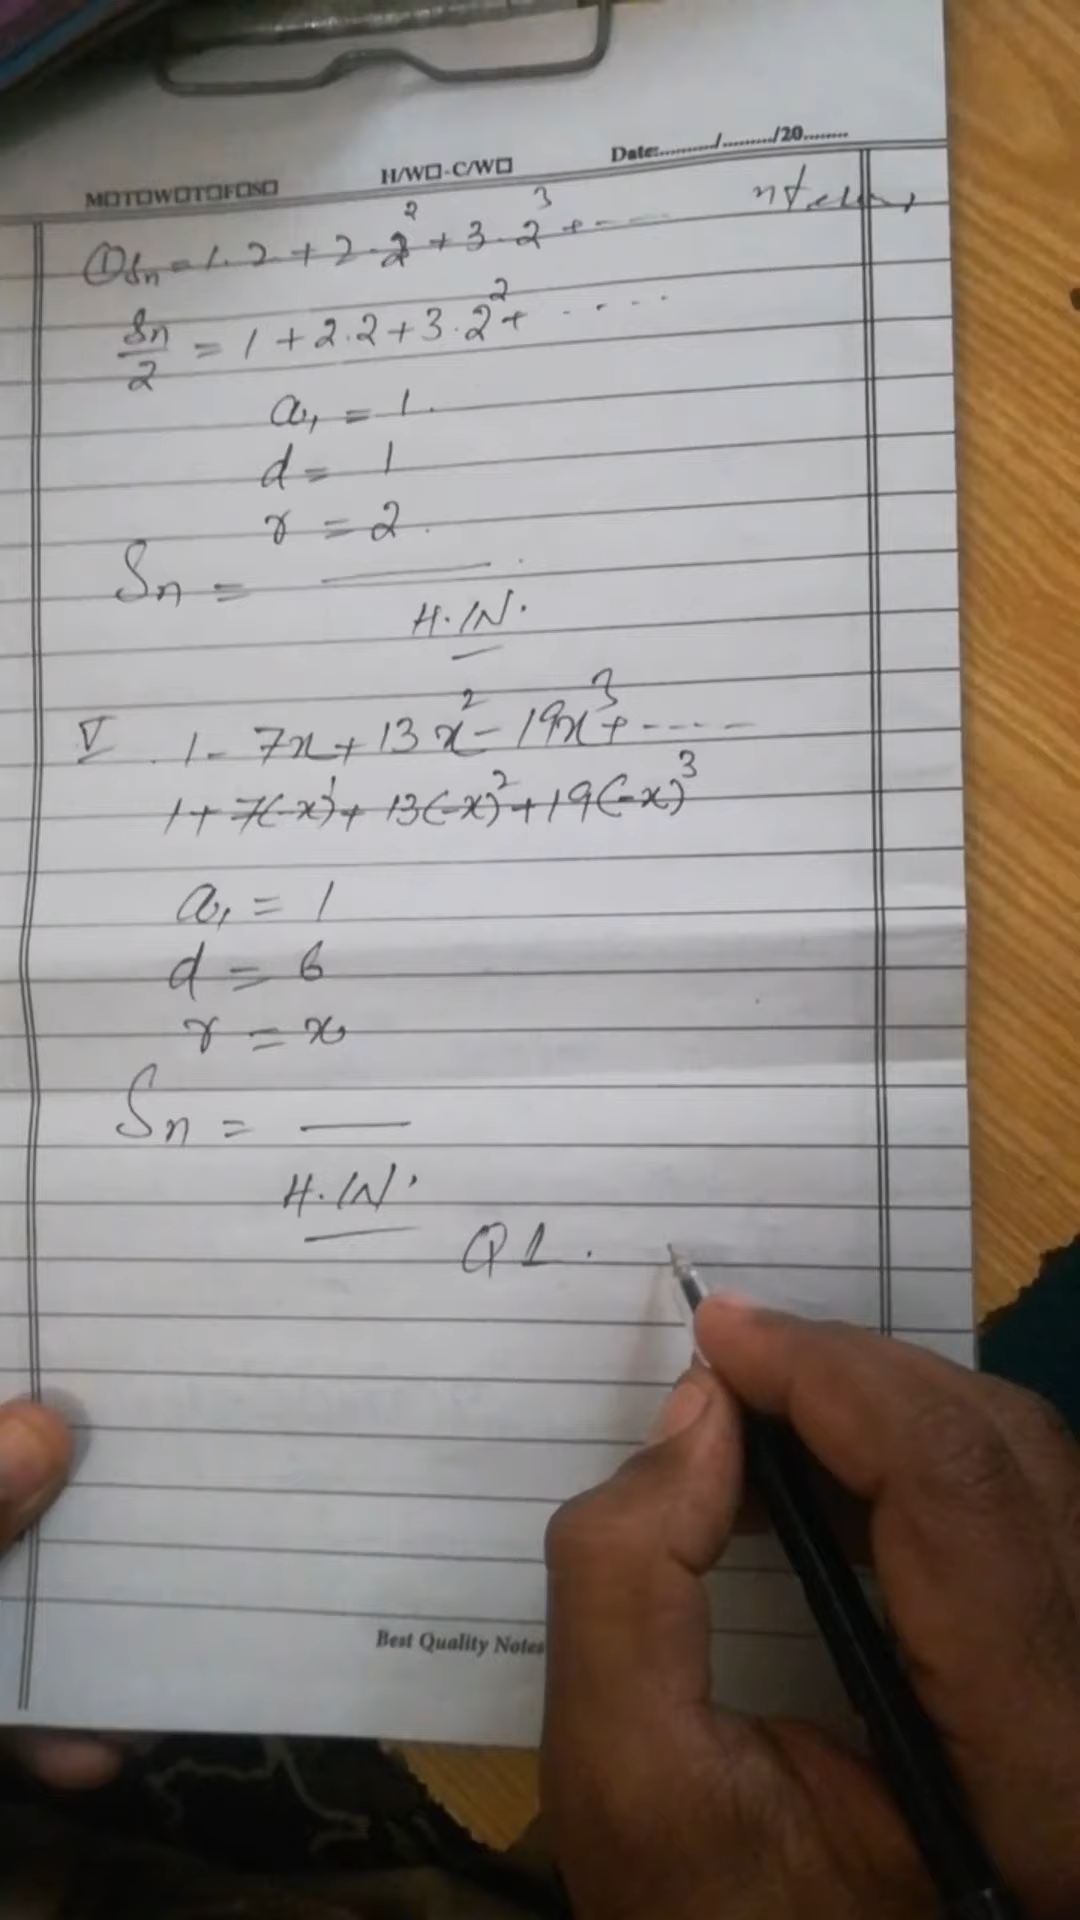 M☐T☐W☐T☐F☐S☐ H/W☐-C/W☐ Date:........../........./20........
① Sn = 1.2 + 2.2² + 3.2³ + ---- n terms
Sn/2 = 1 + 2.2 + 3.2² + .....
a₁ = 1.
d = 1
r = 2.
Sn = ———.
H.W.
V 1 - 7x + 13x² - 19x³ + ----
1 + 7(-x)¹ + 13(-x)² + 19(-x)³
a₁ = 1
d = 6
r = x
Sn = ——
H.W.
Q1.
Best Quality Notes